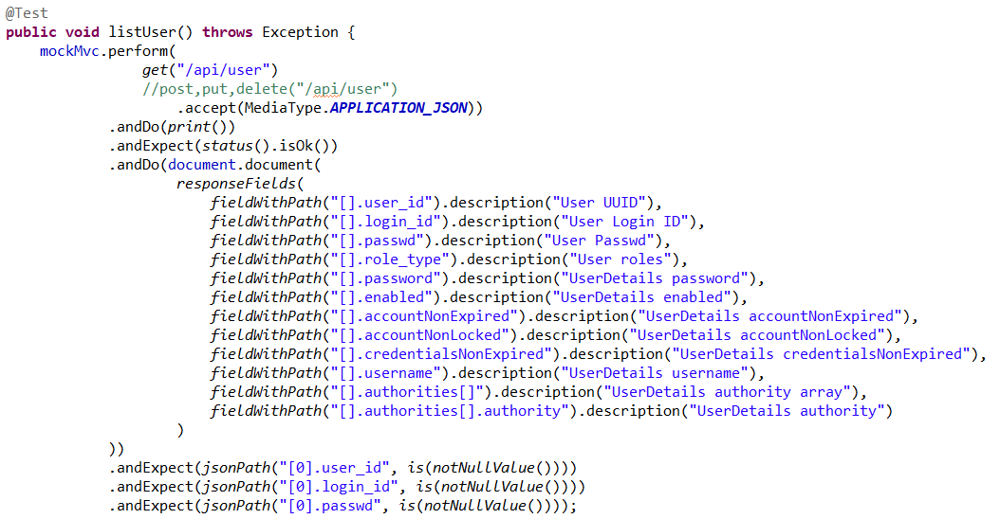 @Test
public void listUser() throws Exception {
    mockMvc.perform(
                get("/api/user")
                //post,put,delete("/api/user")
                    .accept(MediaType.APPLICATION_JSON))
            .andDo(print())
            .andExpect(status().isOk())
            .andDo(document.document(
                    responseFields(
                        fieldWithPath("[].user_id").description("User UUID"),
                        fieldWithPath("[].login_id").description("User Login ID"),
                        fieldWithPath("[].passwd").description("User Passwd"),
                        fieldWithPath("[].role_type").description("User roles"),
                        fieldWithPath("[].password").description("UserDetails password"),
                        fieldWithPath("[].enabled").description("UserDetails enabled"),
                        fieldWithPath("[].accountNonExpired").description("UserDetails accountNonExpired"),
                        fieldWithPath("[].accountNonLocked").description("UserDetails accountNonLocked"),
                        fieldWithPath("[].credentialsNonExpired").description("UserDetails credentialsNonExpired"),
                        fieldWithPath("[].username").description("UserDetails username"),
                        fieldWithPath("[].authorities[]").description("UserDetails authority array"),
                        fieldWithPath("[].authorities[].authority").description("UserDetails authority")
                    )
            ))
            .andExpect(jsonPath("[0].user_id", is(notNullValue())))
            .andExpect(jsonPath("[0].login_id", is(notNullValue())))
            .andExpect(jsonPath("[0].passwd", is(notNullValue())));